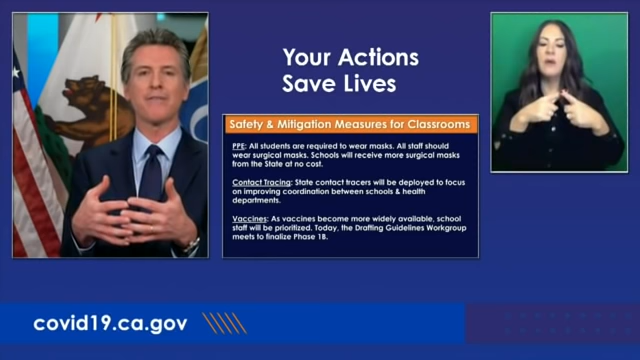 Your Actions
Save Lives
Safety & Mitigation Measures for Classrooms
PPE: All students are required to wear masks. All staff should
wear surgical masks. Schools will receive more surgical masks
from the State at no cost.
Contact Tracing: State contact tracers will be deployed to focus
on improving coordination between schools & health
departments.
Vaccines: As vaccines become more widely available, school
staff will be prioritized. Today, the Drafting Guidelines Workgroup
meets to finalize Phase 1B.
covid19.ca.gov